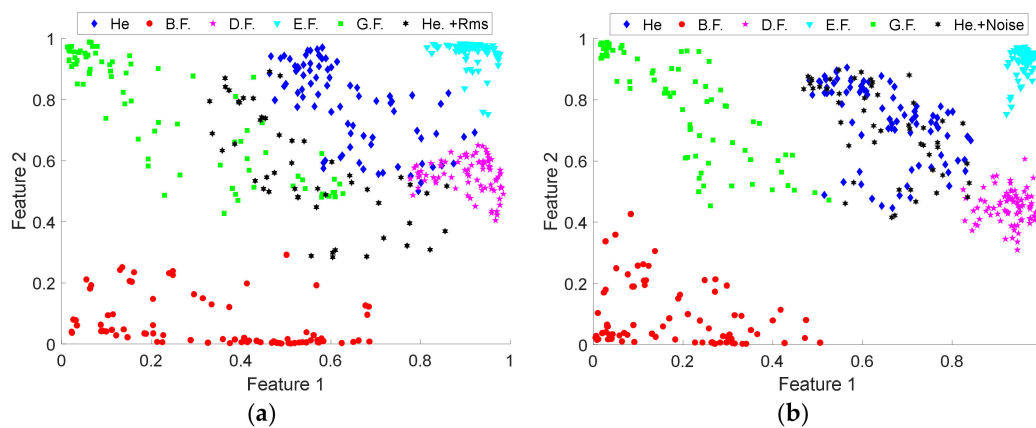 He B.F. D.F. E.F. G.F. He. +Rms
1
0.8
0.6
0.4
0.2
0
Feature 2
0 0.2 0.4 0.6 0.8 1
Feature 1
(a)
He B.F. D.F. E.F. G.F. He.+Noise
1
0.8
0.6
0.4
0.2
0
Feature 2
0 0.2 0.4 0.6 0.8
Feature 1
(b)